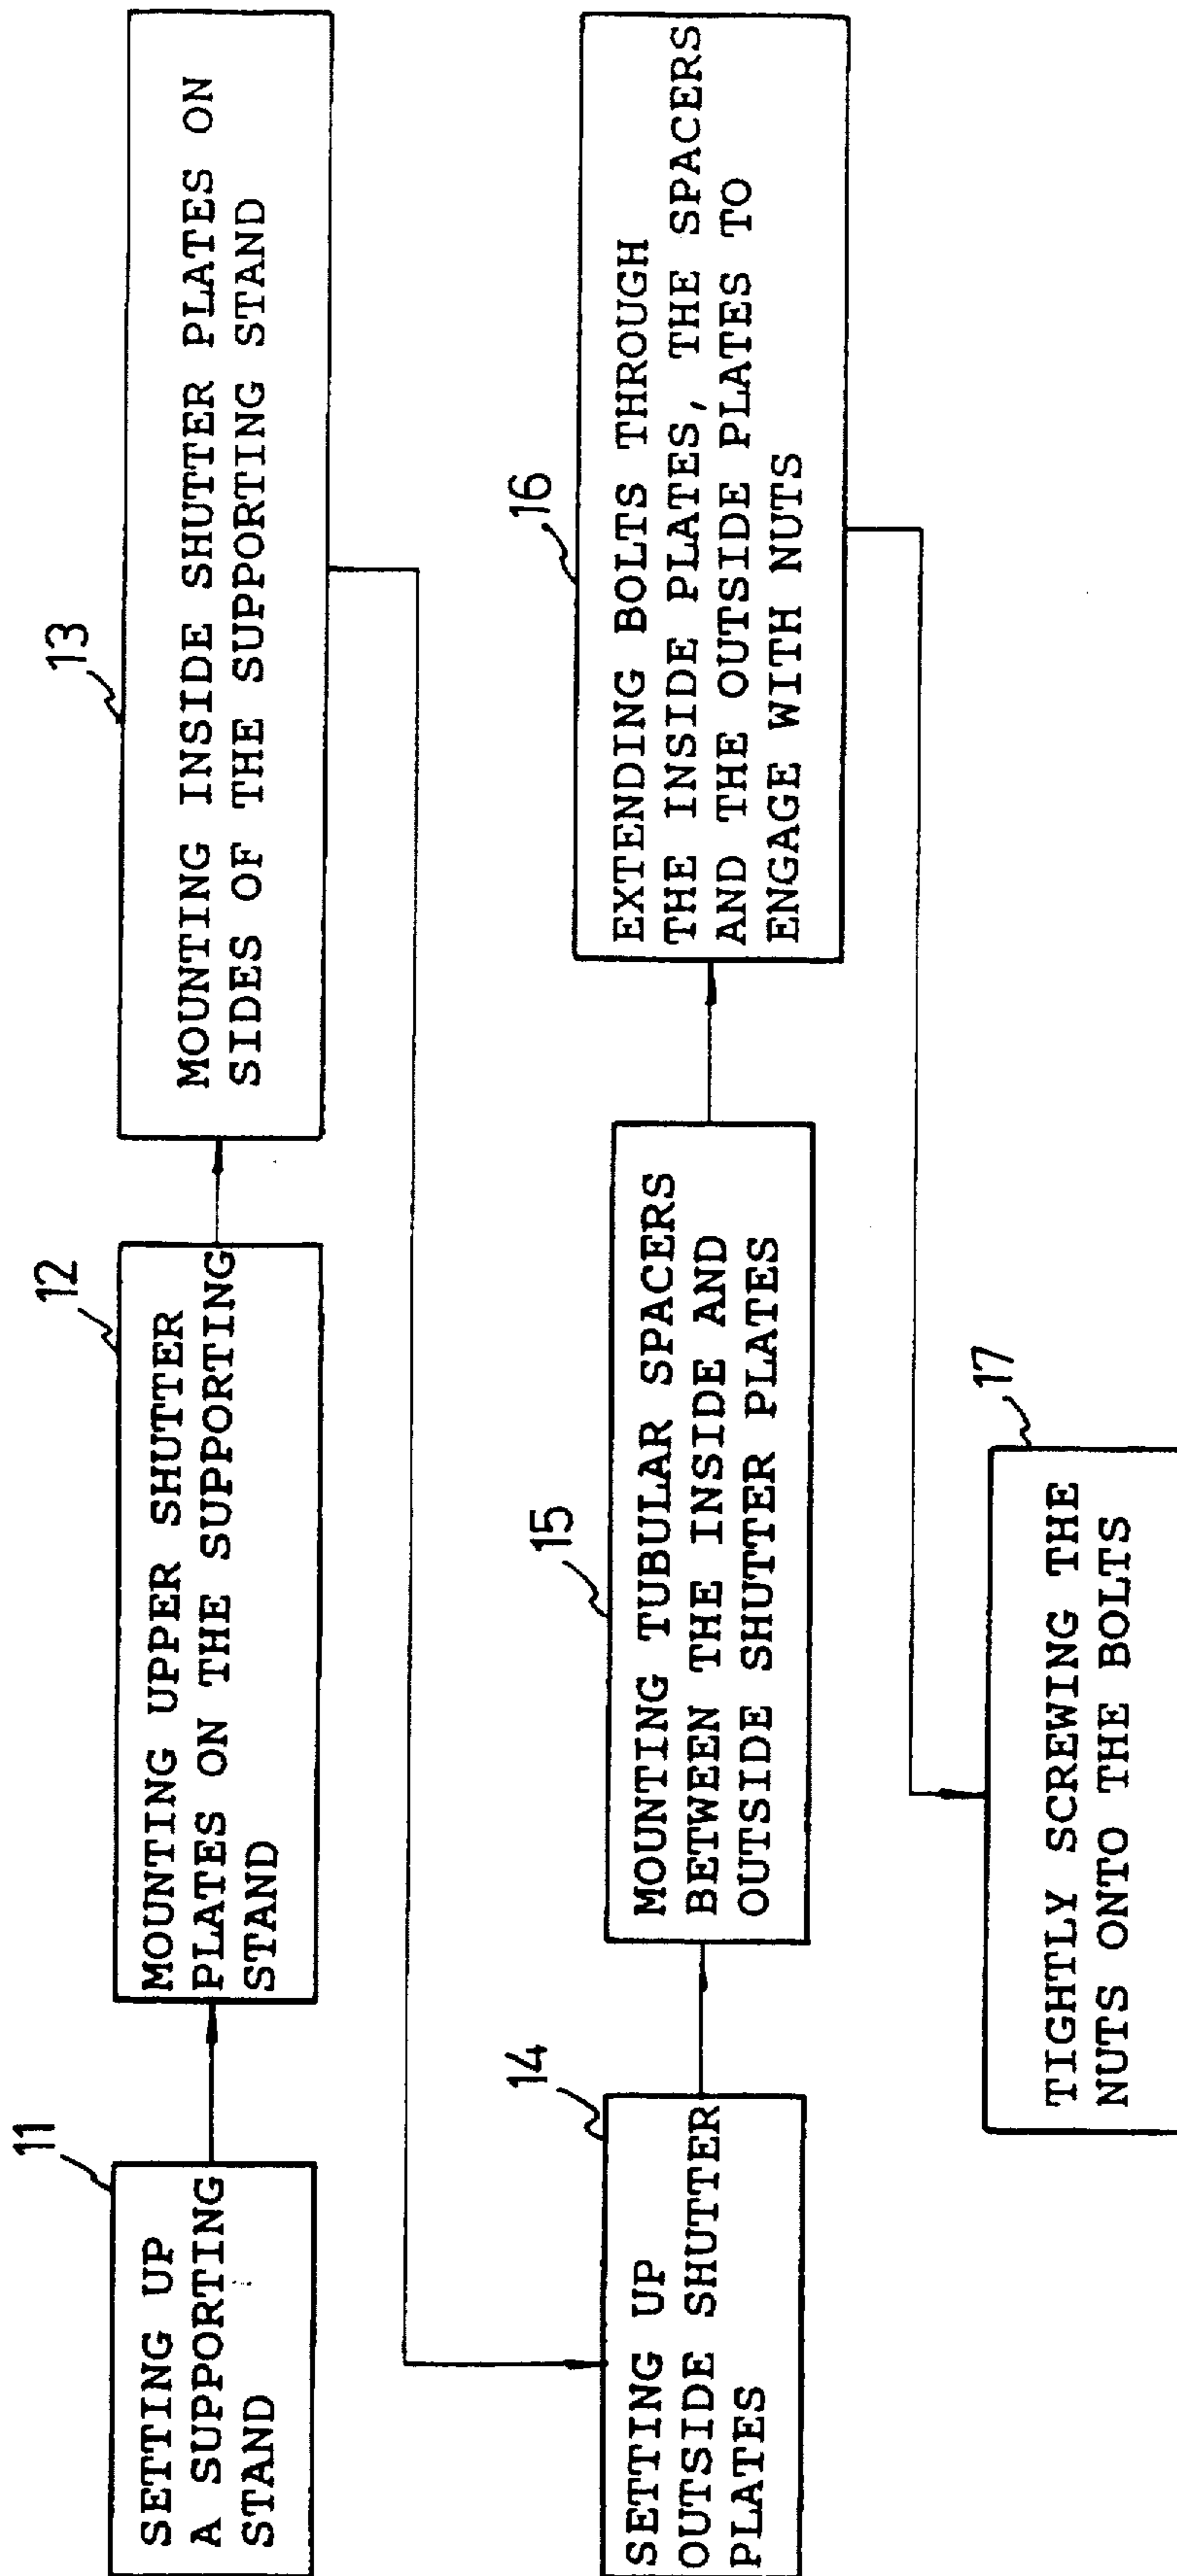 11
SETTING UP
A SUPPORTING
STAND
12
MOUNTING UPPER SHUTTER
PLATES ON THE SUPPORTING
STAND
13
MOUNTING INSIDE SHUTTER PLATES ON
SIDES OF THE SUPPORTING STAND
14
SETTING UP
OUTSIDE SHUTTER
PLATES
15
MOUNTING TUBULAR SPACERS
BETWEEN THE INSIDE AND
OUTSIDE SHUTTER PLATES
16
EXTENDING BOLTS THROUGH
THE INSIDE PLATES, THE SPACERS
AND THE OUTSIDE PLATES TO
ENGAGE WITH NUTS
17
TIGHTLY SCREWING THE
NUTS ONTO THE BOLTS